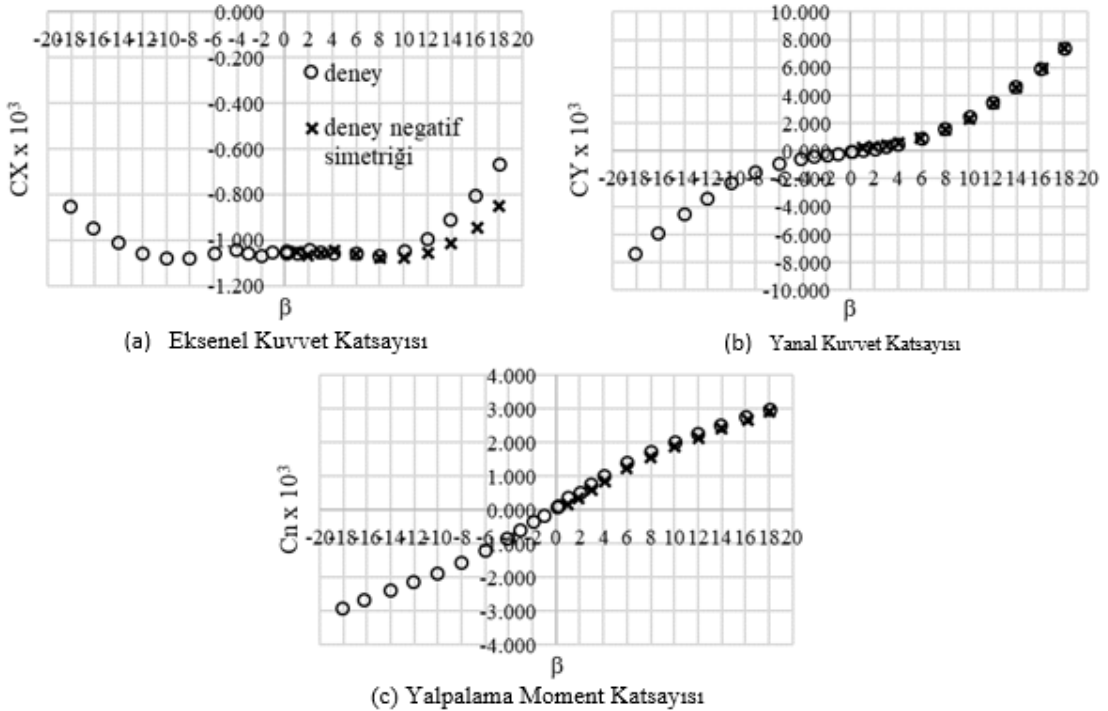 0.000
-20-18-16-14-12-10-8 -6 -4 -2 0 2 4 6 8 10 12 14 16 18 20
-0.200
-0.400
-0.600
-0.800
-1.000
-1.200
CX x 10³
deney
deney negatif
simetriği
β
(a) Eksenel Kuvvet Katsayısı
10.000
8.000
6.000
4.000
2.000
0.000
-20-18-16-14-12-10-8 -6 -4 -2 0 2 4 6 8 10 12 14 16 18 20
-2.000
-4.000
-6.000
-8.000
-10.000
CY x 10³
β
(b) Yanal Kuvvet Katsayısı
4.000
3.000
2.000
1.000
0.000
-20-18-16-14-12-10-8 -6 -4 -2 0 2 4 6 8 10 12 14 16 18 20
-1.000
-2.000
-3.000
-4.000
Cn x 10³
β
(c) Yalpalama Moment Katsayısı